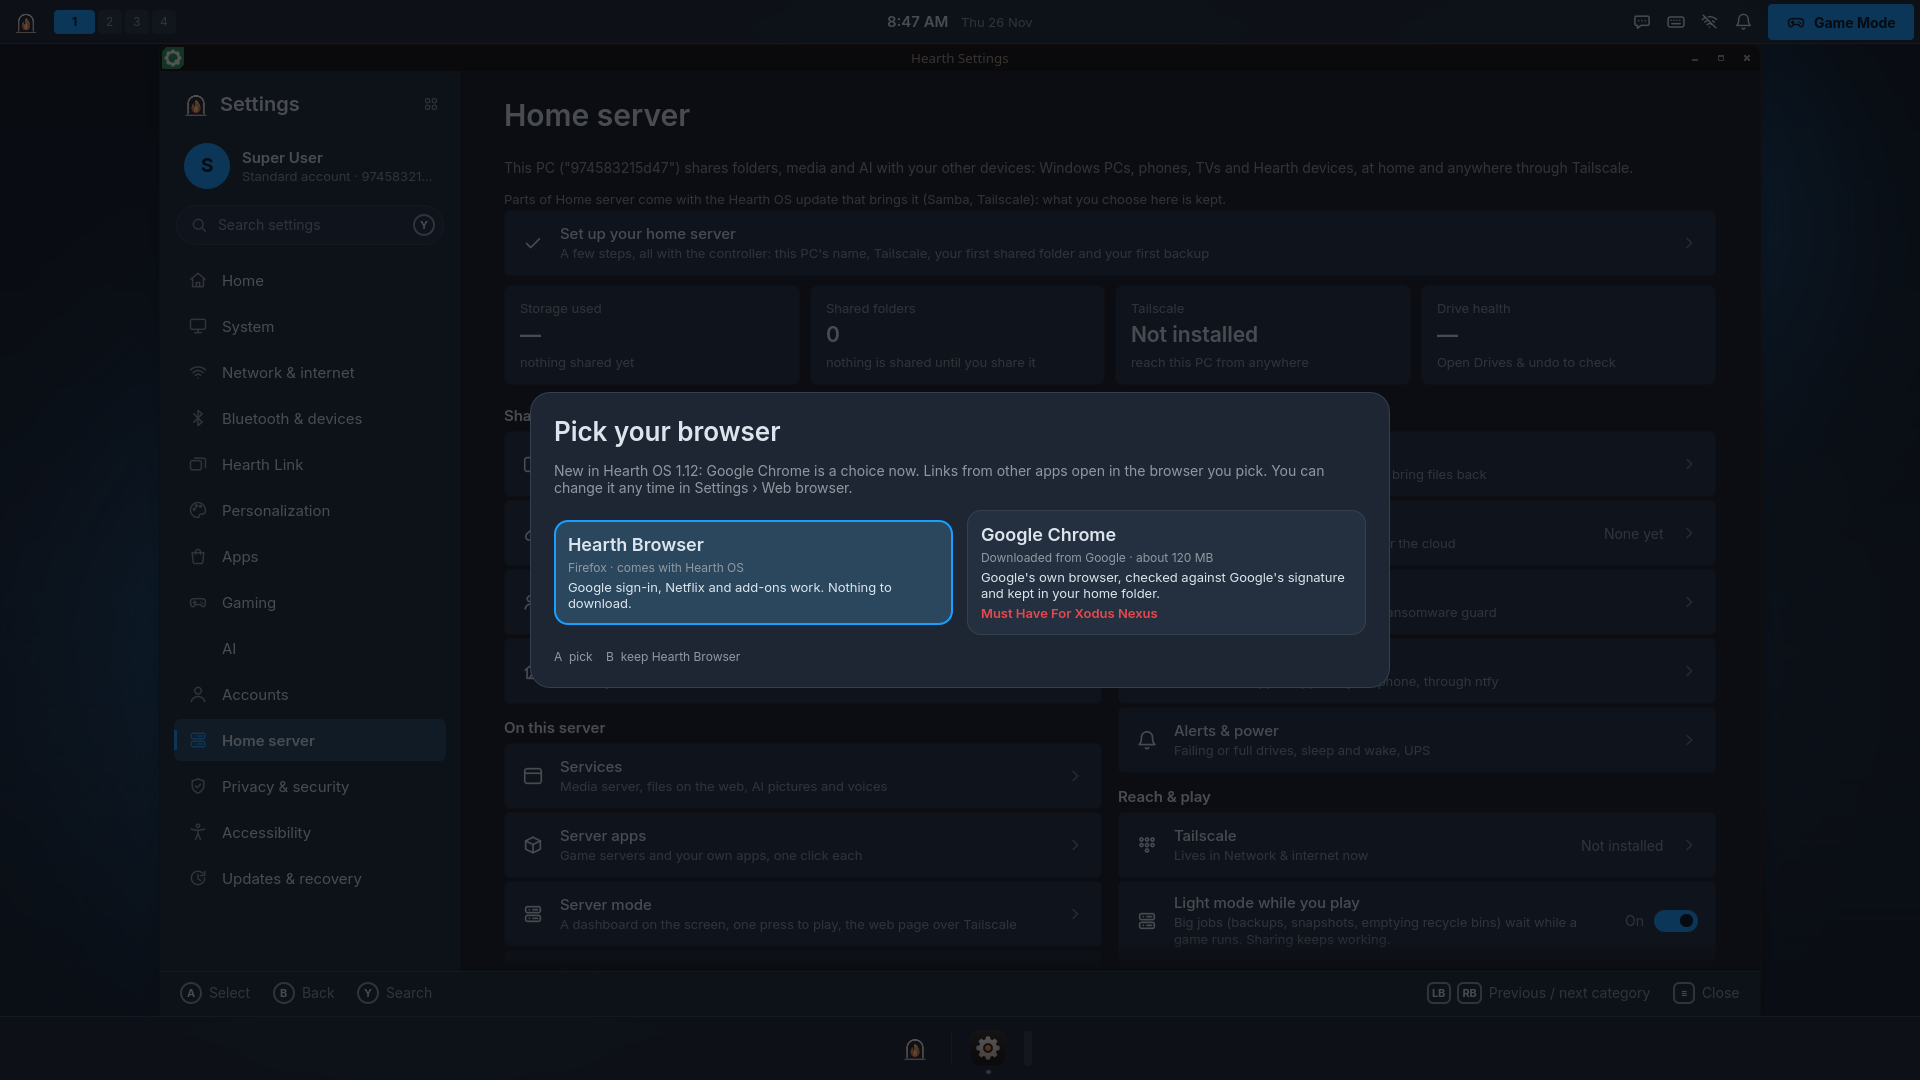 1 2 3 4
8:47 AM Thu 26 Nov
Game Mode
Hearth Settings
Settings
S
Super User
Standard account · 97458321...
Search settings
Y
Home
System
Network & internet
Bluetooth & devices
Hearth Link
Personalization
Apps
Gaming
AI
Accounts
Home server
Privacy & security
Accessibility
Updates & recovery
Home server
This PC ("974583215d47") shares folders, media and AI with your other devices: Windows PCs, phones, TVs and Hearth devices, at home and anywhere through Tailscale.
Parts of Home server come with the Hearth OS update that brings it (Samba, Tailscale): what you choose here is kept.
Set up your home server
A few steps, all with the controller: this PC's name, Tailscale, your first shared folder and your first backup
Storage used
—
nothing shared yet
Shared folders
0
nothing is shared until you share it
Tailscale
Not installed
reach this PC from anywhere
Drive health
—
Open Drives & undo to check
Sha
bring files back
r the cloud
None yet
ansomware guard
phone, through ntfy
Pick your browser
New in Hearth OS 1.12: Google Chrome is a choice now. Links from other apps open in the browser you pick. You can
change it any time in Settings › Web browser.
Hearth Browser
Firefox · comes with Hearth OS
Google sign-in, Netflix and add-ons work. Nothing to
download.
Google Chrome
Downloaded from Google · about 120 MB
Google's own browser, checked against Google's signature
and kept in your home folder.
Must Have For Xodus Nexus
A pick B keep Hearth Browser
On this server
Services
Media server, files on the web, AI pictures and voices
Server apps
Game servers and your own apps, one click each
Server mode
A dashboard on the screen, one press to play, the web page over Tailscale
Alerts & power
Failing or full drives, sleep and wake, UPS
Reach & play
Tailscale
Lives in Network & internet now
Not installed
Light mode while you play
Big jobs (backups, snapshots, emptying recycle bins) wait while a
game runs. Sharing keeps working.
On
A Select B Back Y Search
LB RB Previous / next category ≡ Close